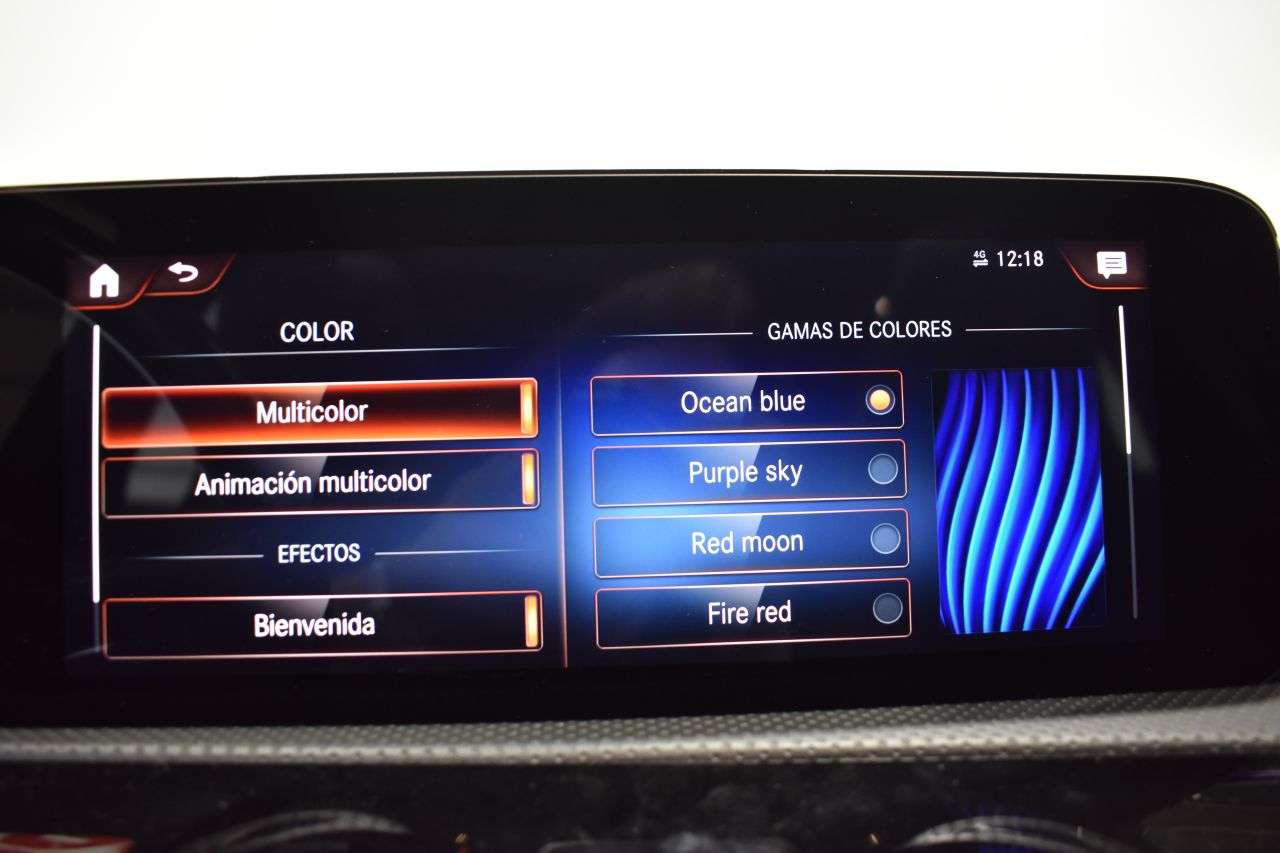 4G 12:18
COLOR
Multicolor
Animación multicolor
EFECTOS
Bienvenida
GAMAS DE COLORES
Ocean blue
Purple sky
Red moon
Fire red